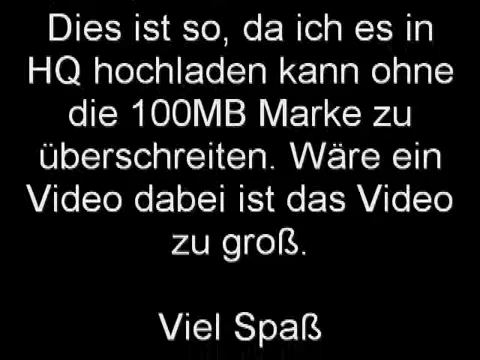 Dies ist so, da ich es in
HQ hochladen kann ohne
die 100MB Marke zu
überschreiten. Wäre ein
Video dabei ist das Video
zu groß.
Viel Spaß